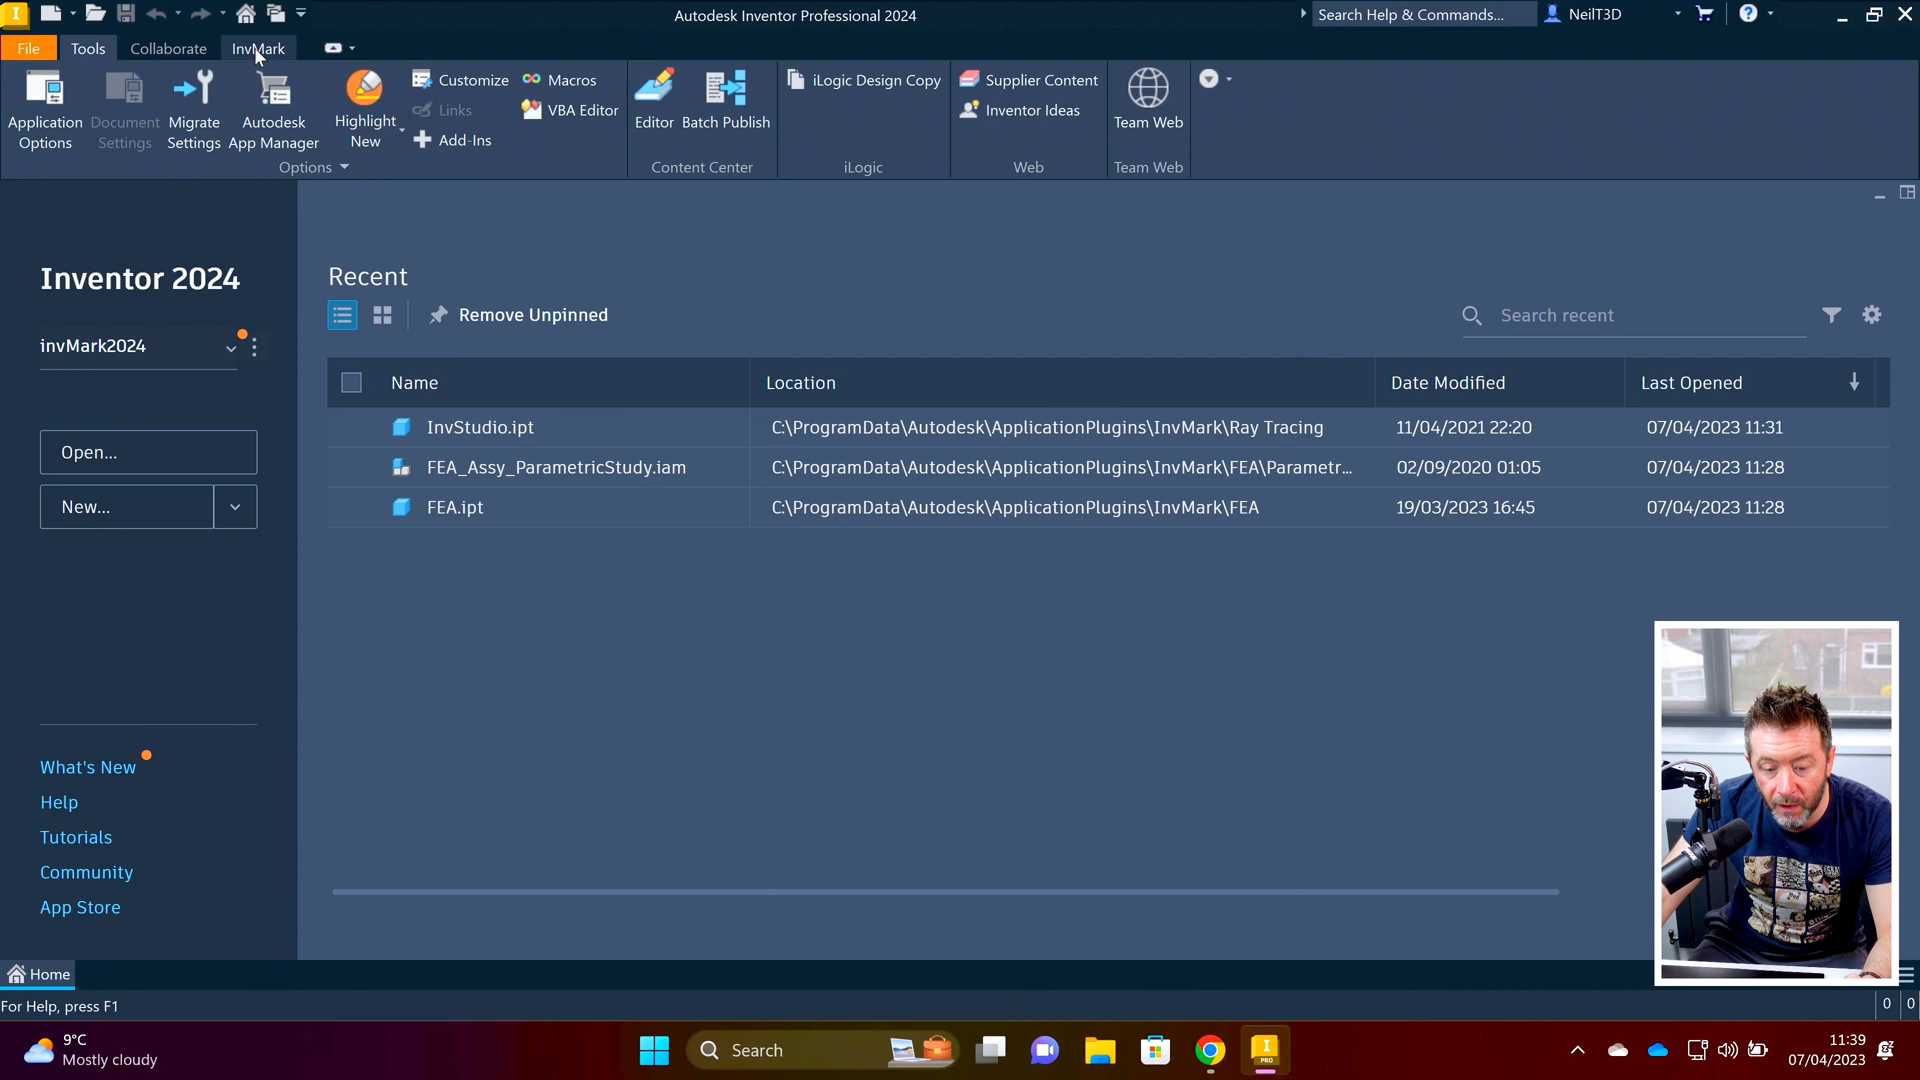 Autodesk Inventor Professional 2024
Search Help & Commands...
NeilT3D
File
Tools
Collaborate
InvMark
Application Options
Document Settings
Migrate Settings
Autodesk App Manager
Highlight New
Customize
Links
Add-Ins
Macros
VBA Editor
Options
Editor
Batch Publish
Content Center
iLogic Design Copy
iLogic
Supplier Content
Inventor Ideas
Web
Team Web
Team Web
Inventor 2024
invMark2024
Open...
New...
What's New
Help
Tutorials
Community
App Store
Recent
Remove Unpinned
Search recent
Name Location Date Modified Last Opened
InvStudio.ipt C:\ProgramData\Autodesk\ApplicationPlugins\InvMark\Ray Tracing 11/04/2021 22:20 07/04/2023 11:31
FEA_Assy_ParametricStudy.iam C:\ProgramData\Autodesk\ApplicationPlugins\InvMark\FEA\Parametr... 02/09/2020 01:05 07/04/2023 11:28
FEA.ipt C:\ProgramData\Autodesk\ApplicationPlugins\InvMark\FEA 19/03/2023 16:45 07/04/2023 11:28
Home
For Help, press F1
0 0
9°C
Mostly cloudy
Search
I
PRO
11:39
07/04/2023